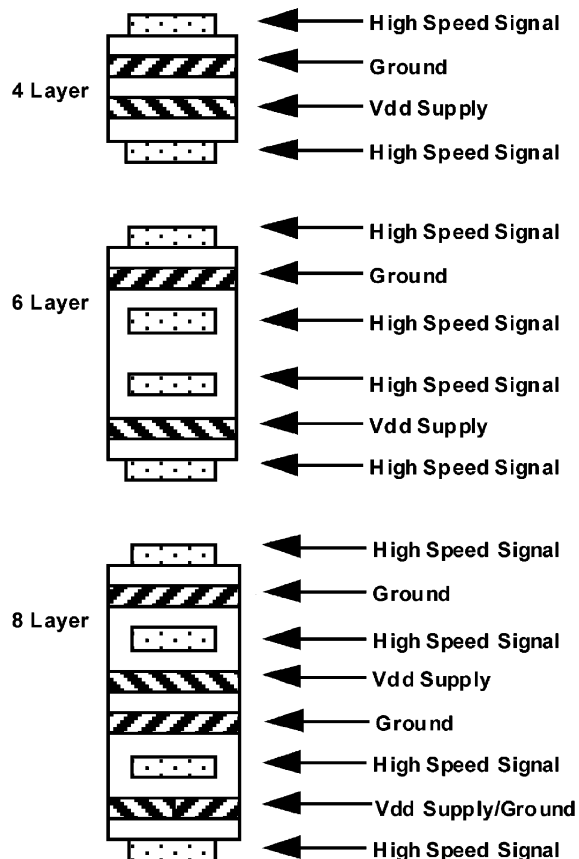 High Speed Signal
Ground
4 Layer
Vdd Supply
High Speed Signal
High Speed Signal
Ground
6 Layer
High Speed Signal
High Speed Signal
Vdd Supply
High Speed Signal
High Speed Signal
Ground
8 Layer
High Speed Signal
Vdd Supply
Ground
High Speed Signal
Vdd Supply/Ground
High Speed Signal